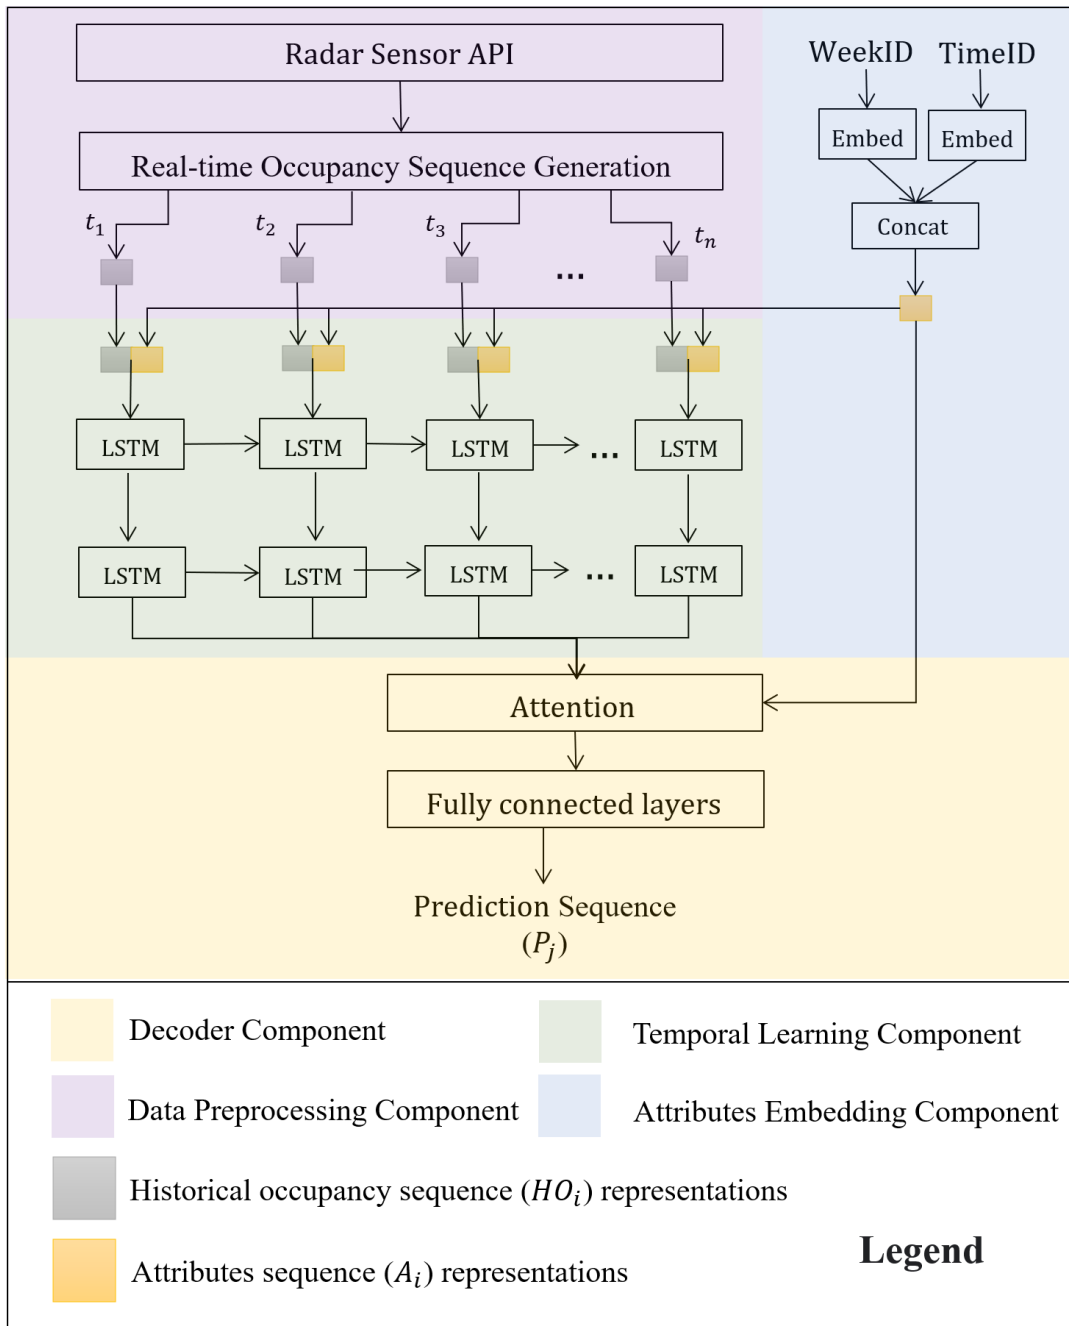 Radar Sensor API
WeekID TimeID
Embed Embed
Real-time Occupancy Sequence Generation
Concat
t₁ t₂ t₃ tₙ
...
LSTM LSTM LSTM ... LSTM
LSTM LSTM LSTM ... LSTM
Attention
Fully connected layers
Prediction Sequence
(Pⱼ)
Decoder Component
Temporal Learning Component
Data Preprocessing Component
Attributes Embedding Component
Historical occupancy sequence (HOᵢ) representations
Attributes sequence (Aᵢ) representations
Legend